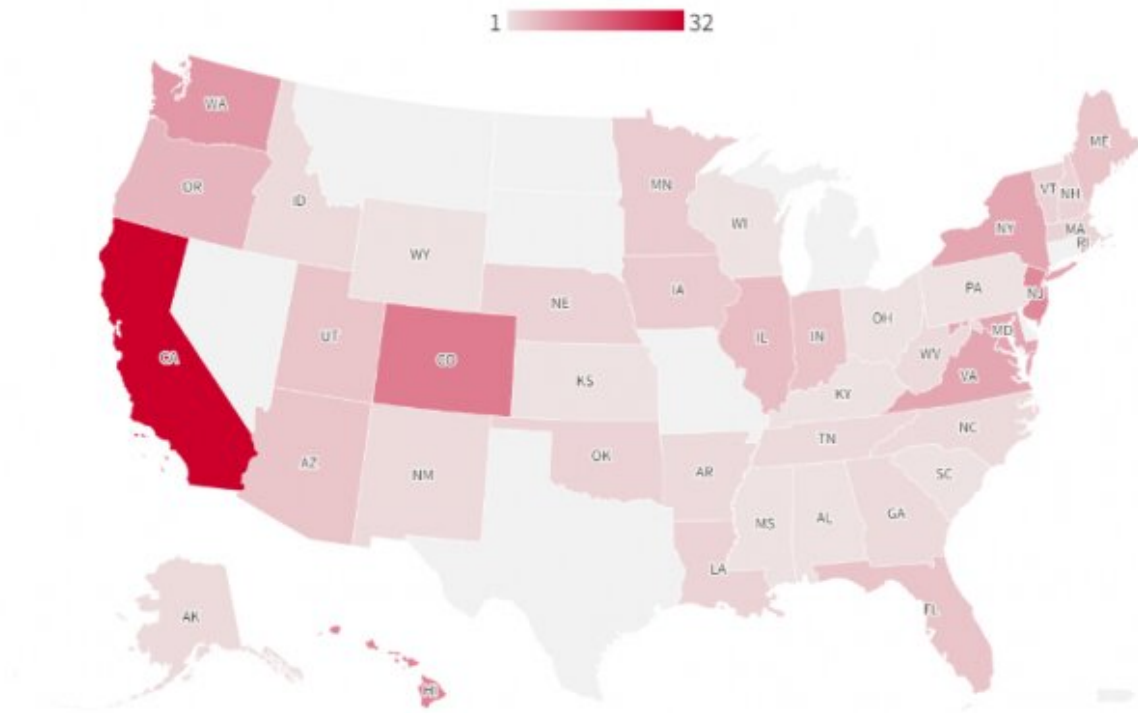 1 32
WA
ME
MN
VT
NH
OR
ID
WI
NY
MA
RI
WY
IA
PA
NJ
NE
OH
MD
UT
IL
IN
WV
CA
CO
VA
KS
KY
NC
TN
AZ
OK
NM
AR
SC
GA
MS
AL
LA
FL
AK
HI